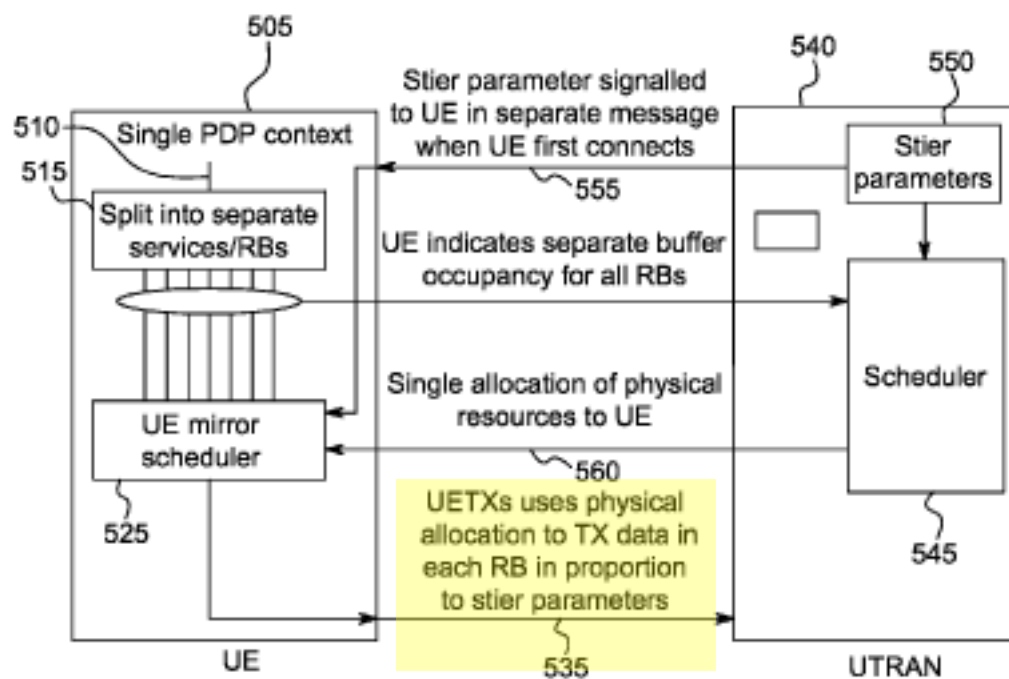 505
540
550
Stier parameter signalled
to UE in separate message
when UE first connects
555
Single PDP context
510
515
Split into separate
services/RBs
Stier
parameters
UE indicates separate buffer
occupancy for all RBs
Single allocation of physical
resources to UE
560
UE mirror
scheduler
525
Scheduler
545
UETXs uses physical
allocation to TX data in
each RB in proportion
to stier parameters
535
UE
UTRAN